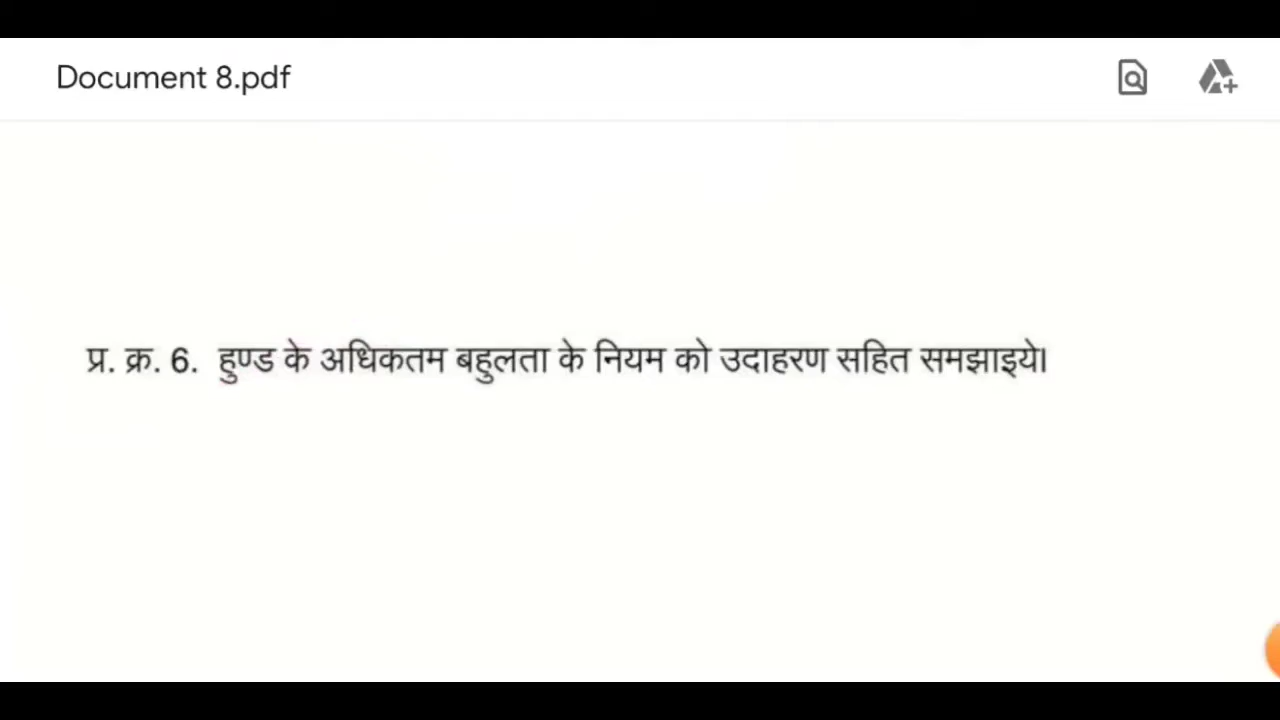 Document 8.pdf
प्र. क्र. 6. हुण्ड के अधिकतम बहुलता के नियम को उदाहरण सहित समझाइये।